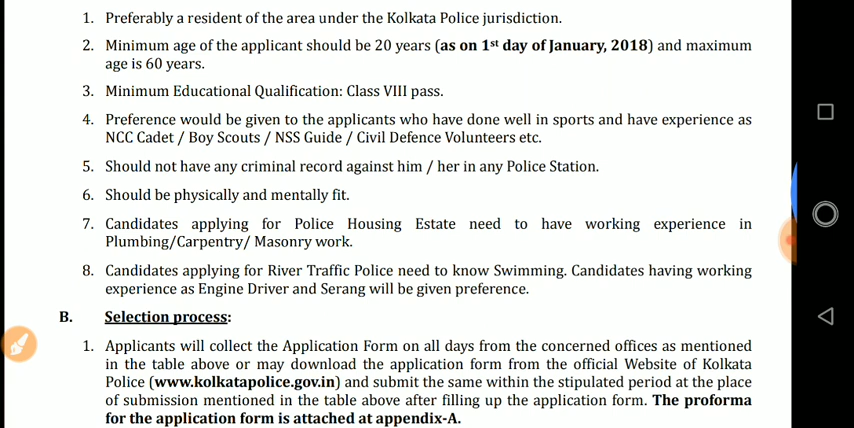 1. Preferably a resident of the area under the Kolkata Police jurisdiction.
2. Minimum age of the applicant should be 20 years (as on 1st day of January, 2018) and maximum
age is 60 years.
3. Minimum Educational Qualification: Class VIII pass.
4. Preference would be given to the applicants who have done well in sports and have experience as
NCC Cadet / Boy Scouts / NSS Guide / Civil Defence Volunteers etc.
5. Should not have any criminal record against him / her in any Police Station.
6. Should be physically and mentally fit.
7. Candidates applying for Police Housing Estate need to have working experience in
Plumbing/Carpentry/ Masonry work.
8. Candidates applying for River Traffic Police need to know Swimming. Candidates having working
experience as Engine Driver and Serang will be given preference.
B. Selection process:
1. Applicants will collect the Application Form on all days from the concerned offices as mentioned
in the table above or may download the application form from the official Website of Kolkata
Police (www.kolkatapolice.gov.in) and submit the same within the stipulated period at the place
of submission mentioned in the table above after filling up the application form. The proforma
for the application form is attached at appendix-A.